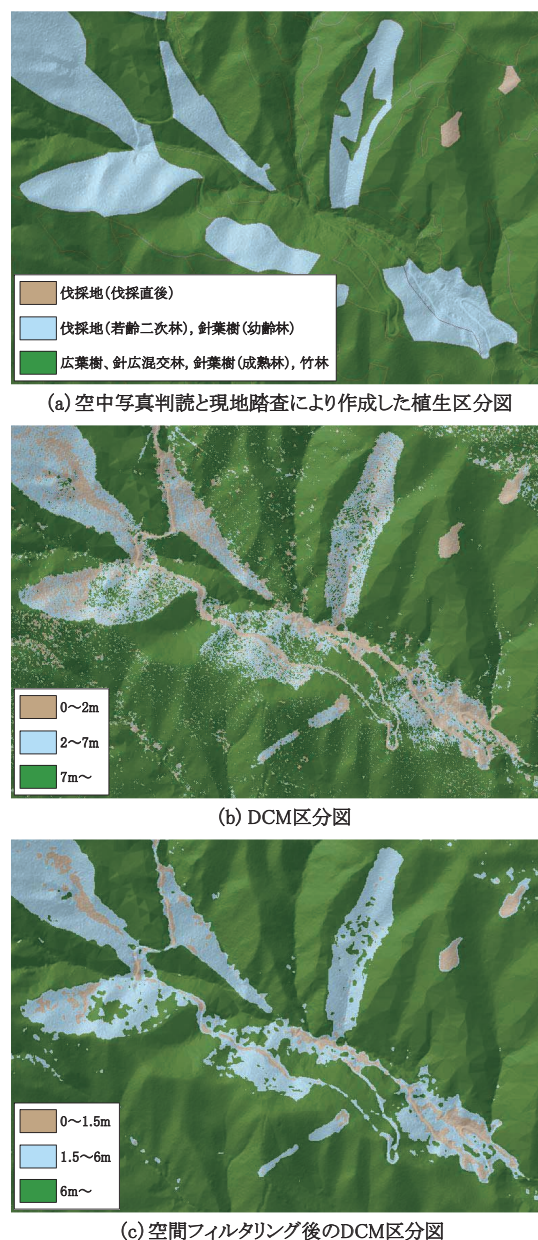 伐採地(伐採直後)
伐採地(若齢二次林), 針葉樹(幼齢林)
広葉樹、針広混交林, 針葉樹(成熟林), 竹林
(a) 空中写真判読と現地踏査により作成した植生区分図
0～2m
2～7m
7m～
(b) DCM区分図
0～1.5m
1.5～6m
6m～
(c) 空間フィルタリング後のDCM区分図